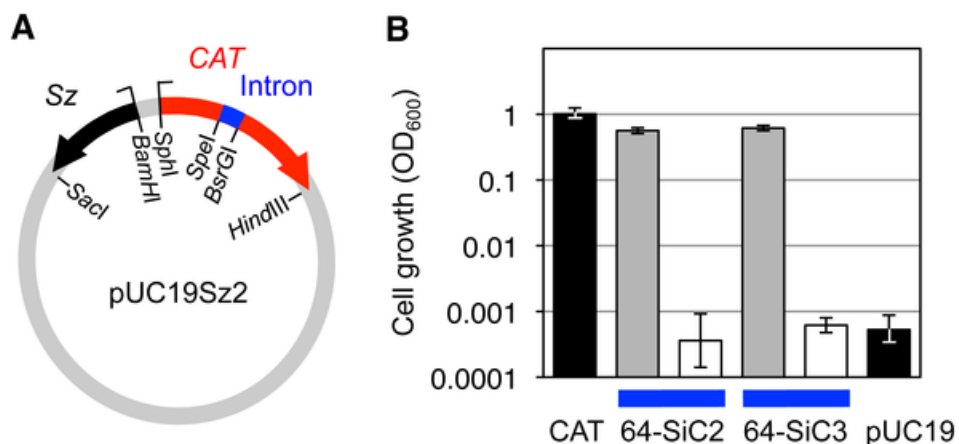 A
CAT
Intron
Sz
SphI
BamHI
SpeI
BsrGI
SacI
HindIII
pUC19Sz2
B
Cell growth (OD600)
1
0.1
0.01
0.001
0.0001
CAT 64-SiC2 64-SiC3 pUC19